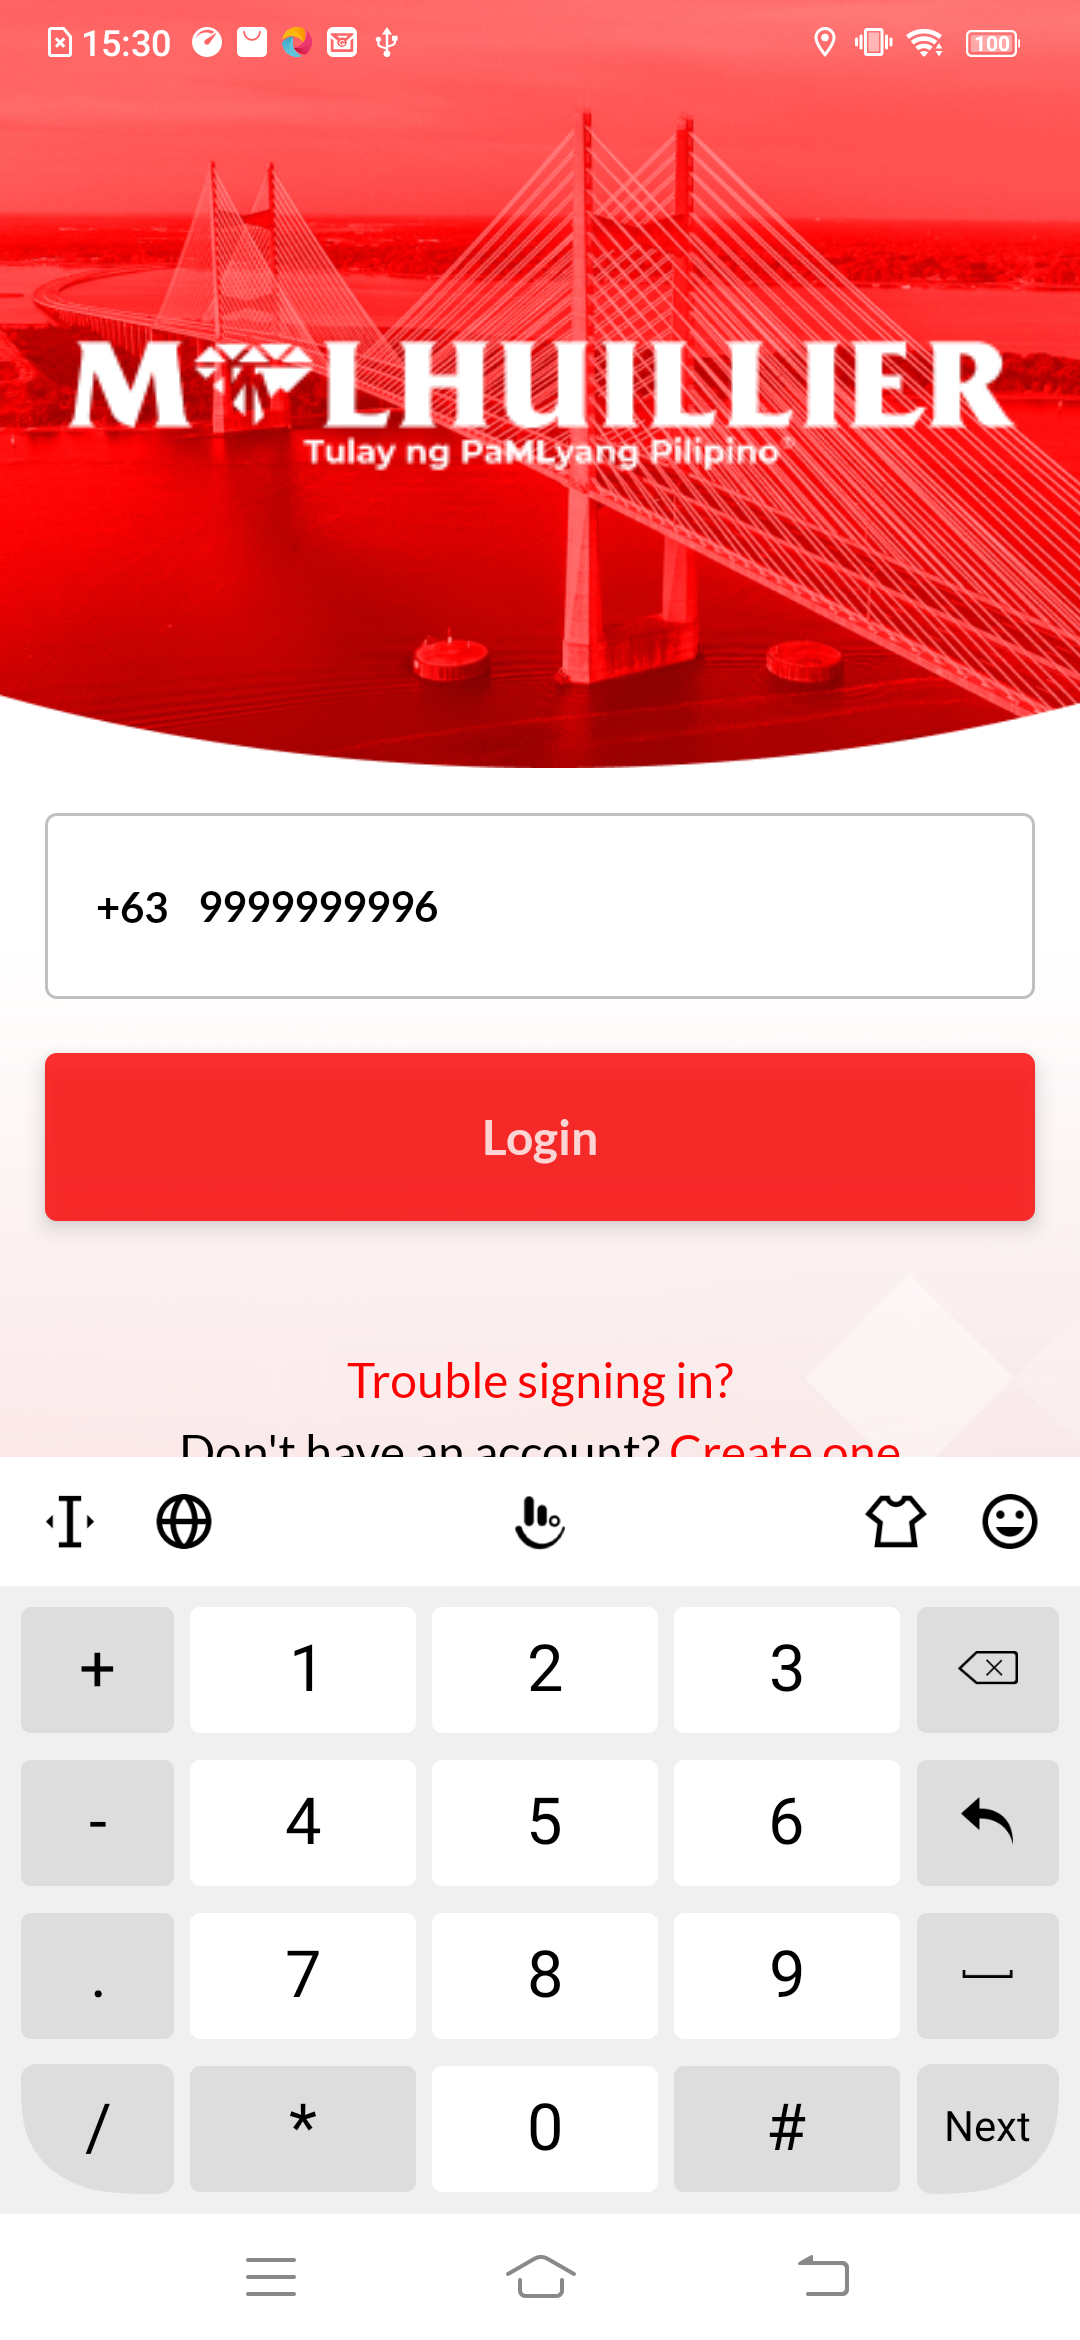 15:30
100
M LHUILLIER
Tulay ng PaMLyang Pilipino
+63 9999999996
Login
Trouble signing in?
Don't have an account? Create one
+ 1 2 3
- 4 5 6
. 7 8 9
/ * 0 # Next